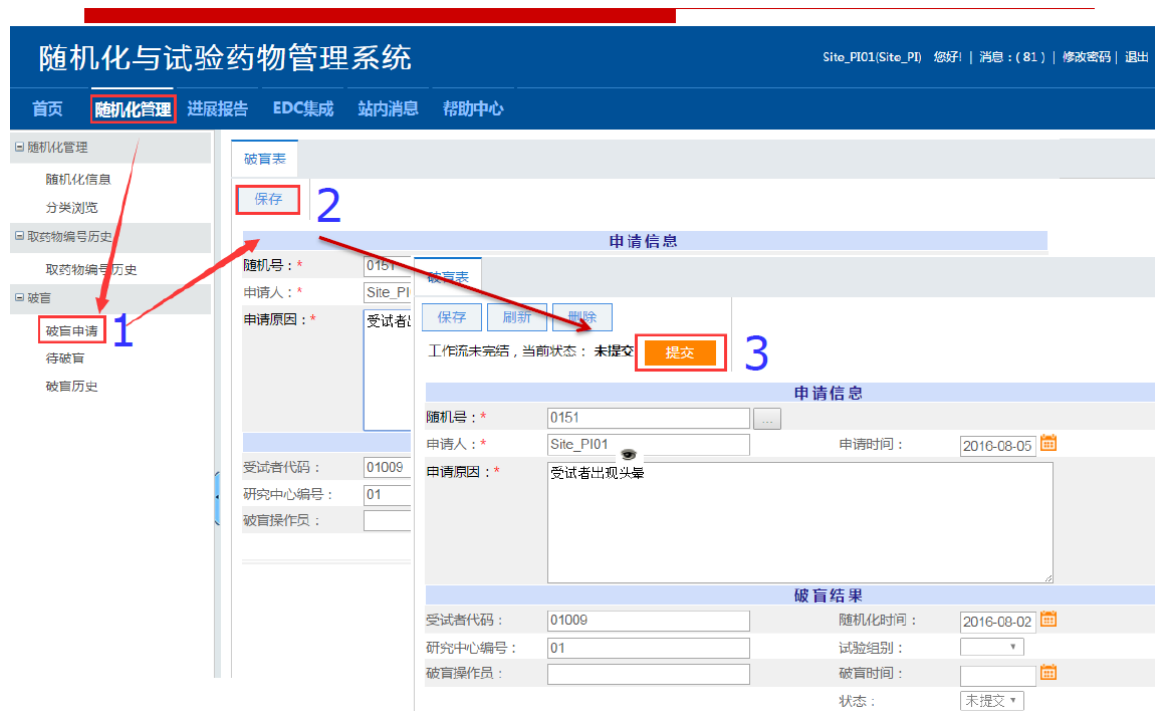 随机化与试验药物管理系统
Site_PI01(Site_PI) 您好! | 消息:(81) | 修改密码 | 退出
首页 随机化管理 进展报告 EDC集成 站内消息 帮助中心
随机化管理
随机化信息
分类浏览
取药物编号历史
取药物编号历史
破盲
破盲申请
1
待破盲
破盲历史
破盲表
保存
2
申请信息
随机号:* 0151
申请人:* Site_PI
申请原因:* 受试者
受试者代码: 01009
研究中心编号: 01
破盲操作员:
破盲表
保存 刷新 删除
工作流未完结,当前状态: 未提交 提交
3
申请信息
随机号:* 0151 ...
申请人:* Site_PI01 申请时间: 2016-08-05
申请原因:* 受试者出现头晕
破盲结果
受试者代码: 01009 随机化时间: 2016-08-02
研究中心编号: 01 试验组别:
破盲操作员: 破盲时间:
状态: 未提交